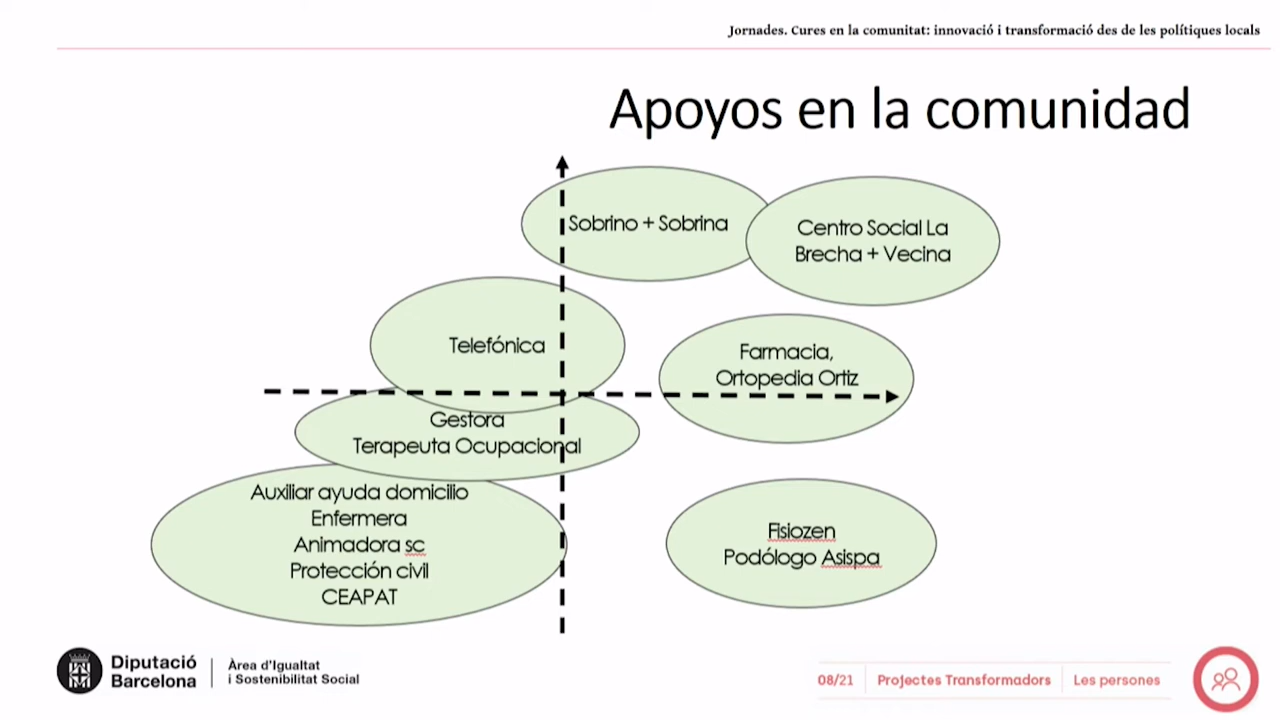 Jornades. Cures en la comunitat: innovació i transformació des de les polítiques locals
Apoyos en la comunidad
Sobrino + Sobrina
Centro Social La
Brecha + Vecina
Telefónica
Farmacia,
Ortopedia Ortiz
Gestora
Terapeuta Ocupacional
Auxiliar ayuda domicilio
Enfermera
Animadora sc
Protección civil
CEAPAT
Fisiozen
Podólogo Asispa
Diputació
Barcelona
Àrea d'Igualtat
i Sostenibilitat Social
08/21
Projectes Transformadors
Les persones